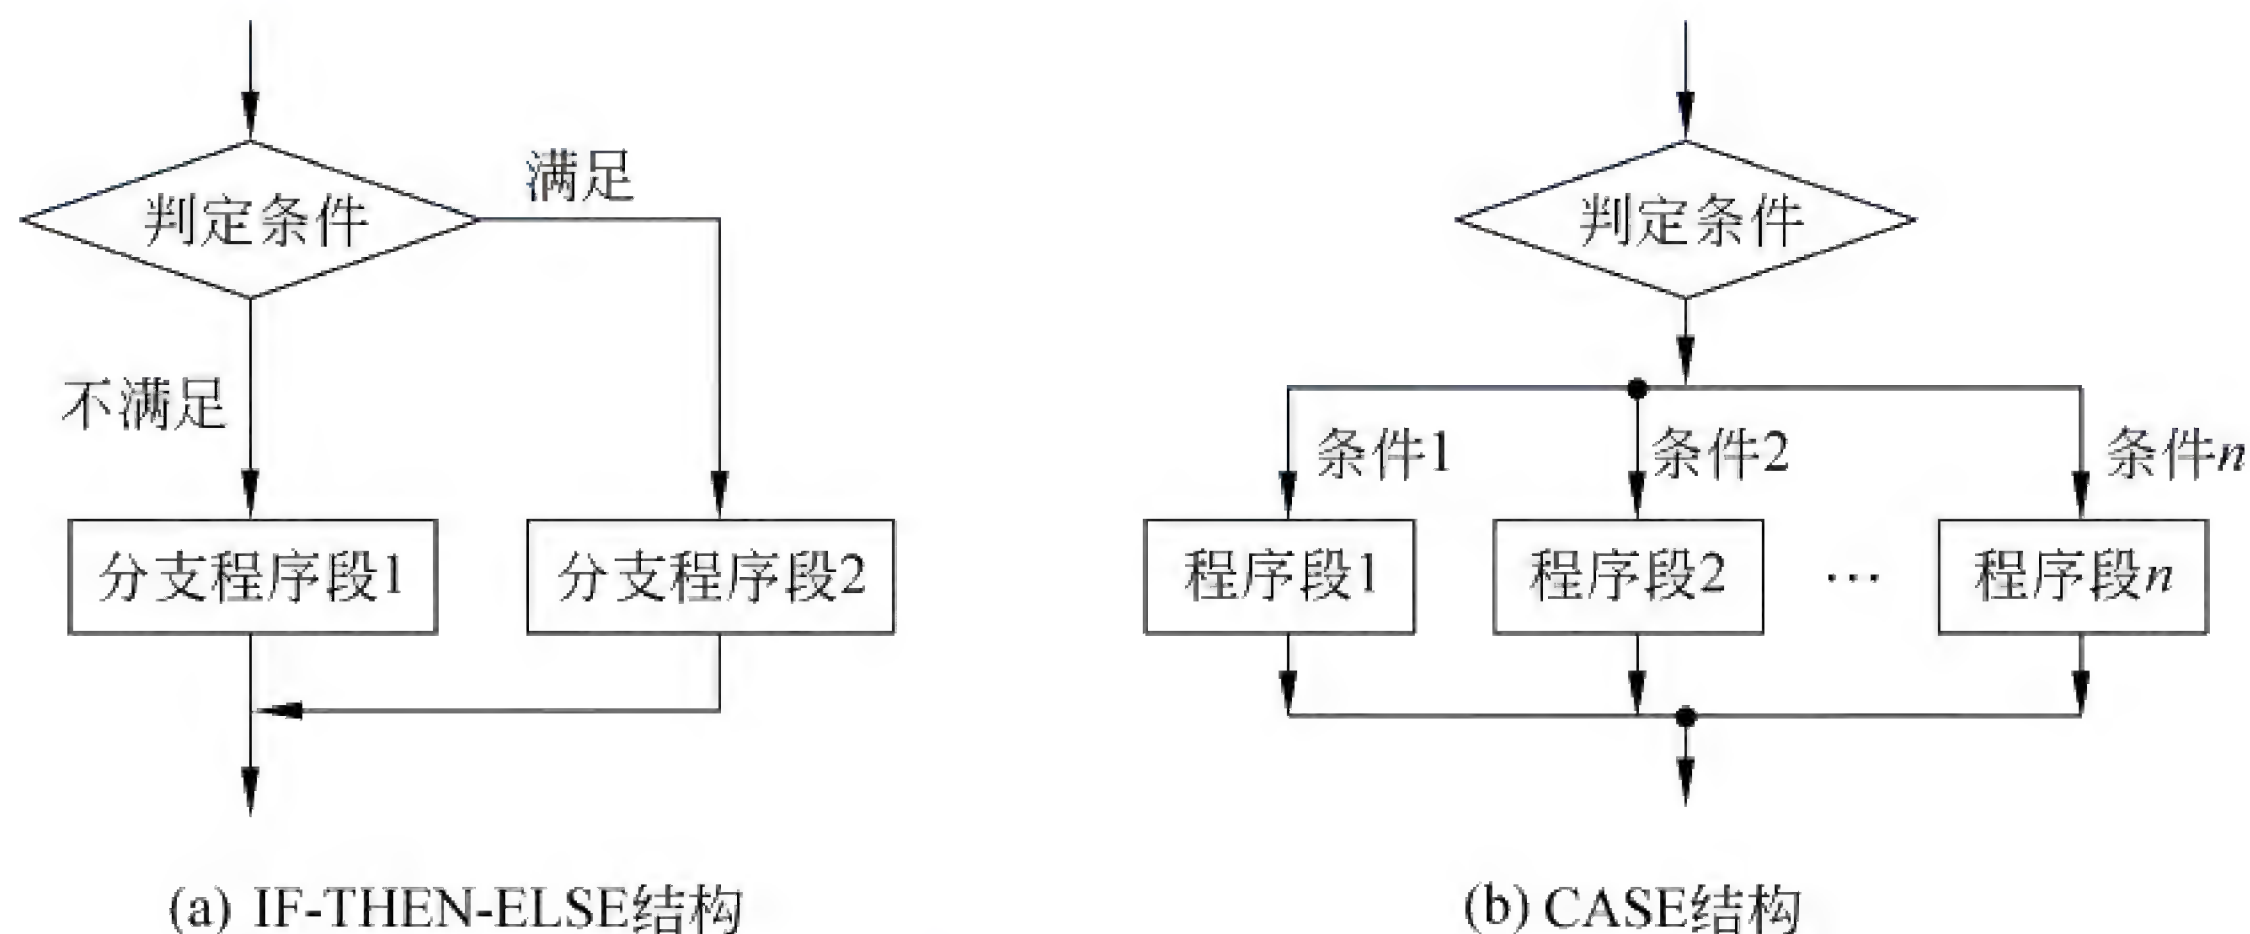 满足
判定条件
不满足
分支程序段1
分支程序段2
(a) IF-THEN-ELSE结构
判定条件
条件1
条件2
条件n
程序段1
程序段2
…
程序段n
(b) CASE结构